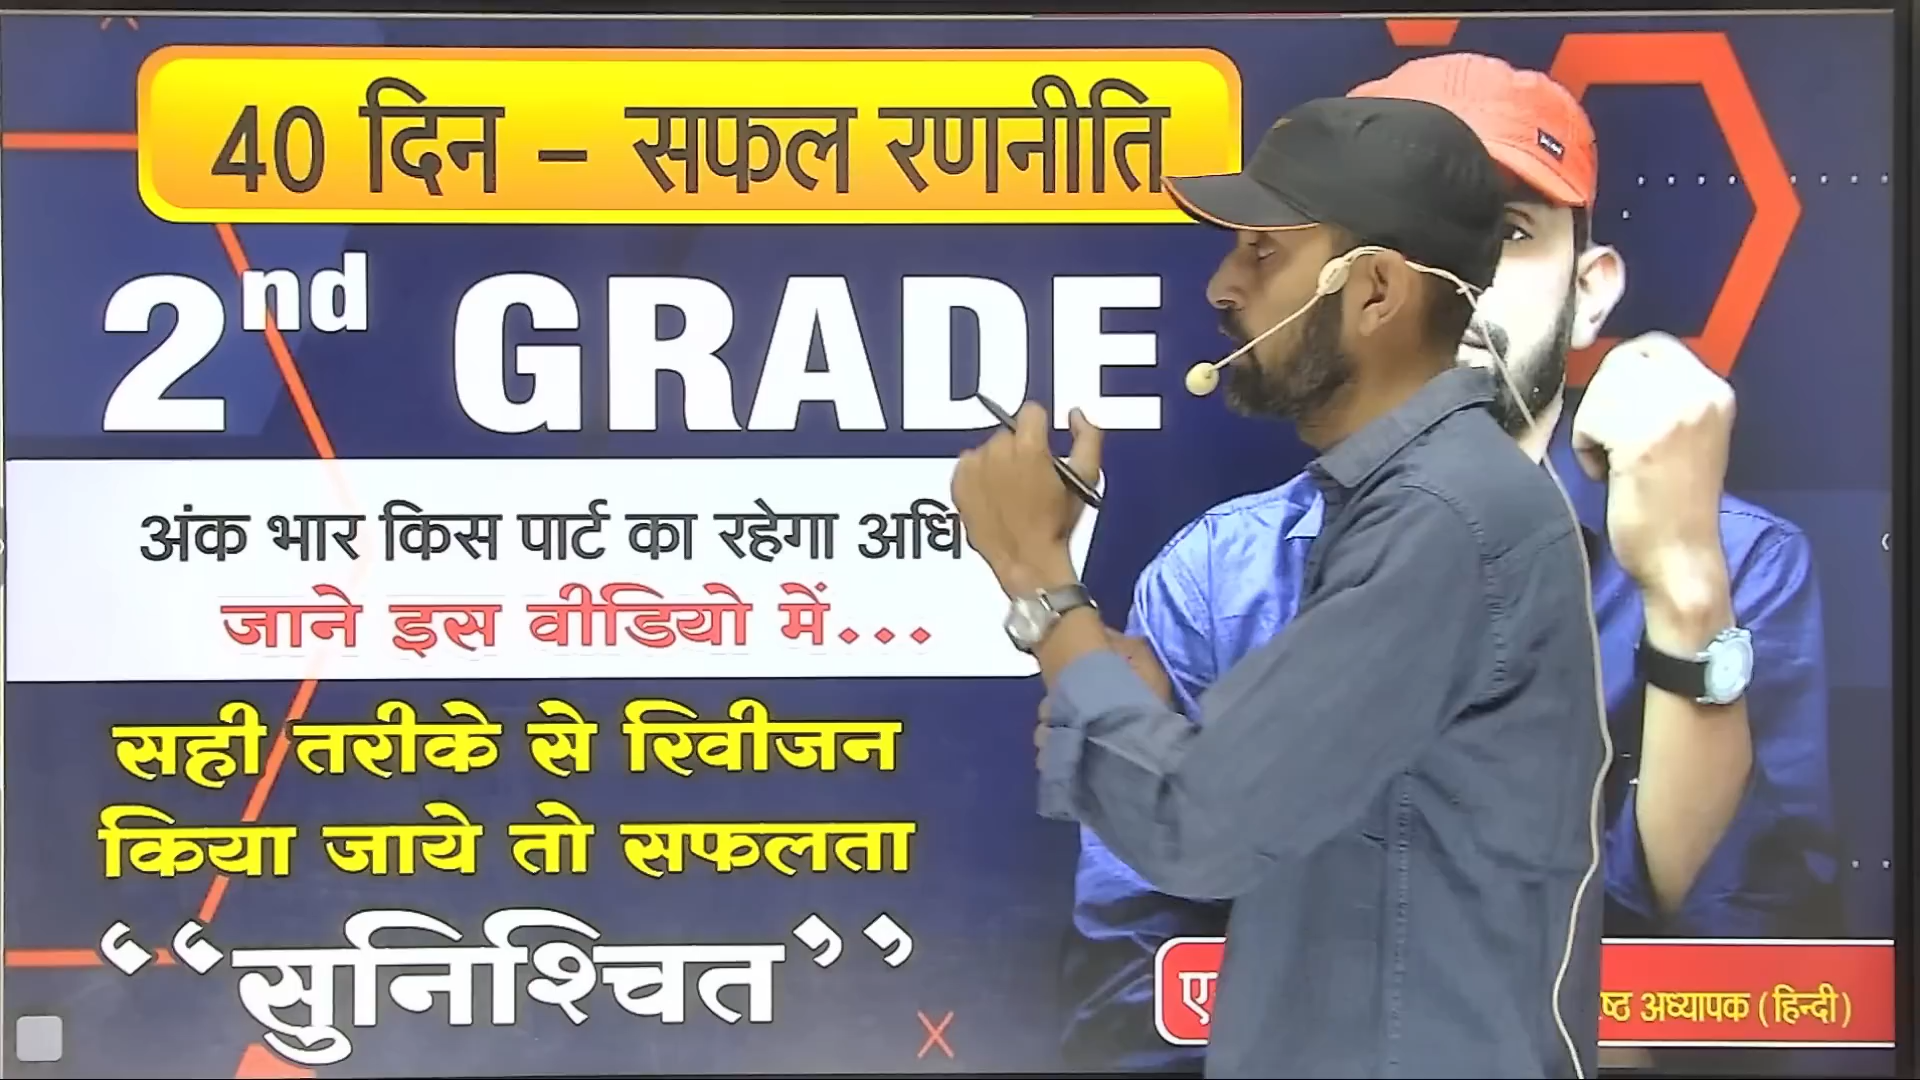 40 दिन – सफल रणनीति
2nd GRADE
अंक भार किस पार्ट का रहेगा
जाने इस वीडियो में...
सही तरीके से रिवीजन
किया जाये तो सफलता
“सुनिश्चित”
अध्यापक (हिन्दी)